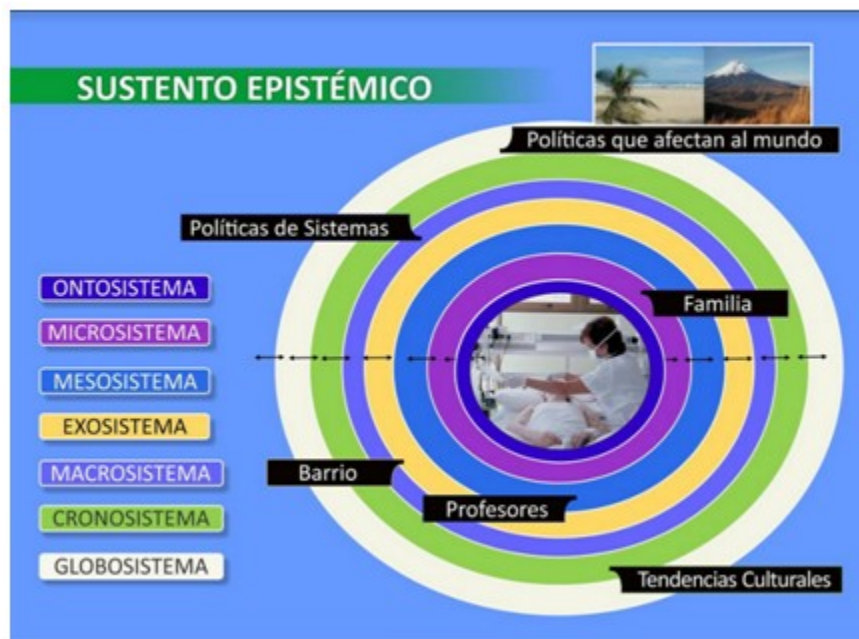 SUSTENTO EPISTÉMICO
Políticas que afectan al mundo
Políticas de Sistemas
ONTOSISTEMA
MICROSISTEMA
MESOSISTEMA
EXOSISTEMA
MACROSISTEMA
CRONOSISTEMA
GLOBOSISTEMA
Familia
Barrio
Profesores
Tendencias Culturales